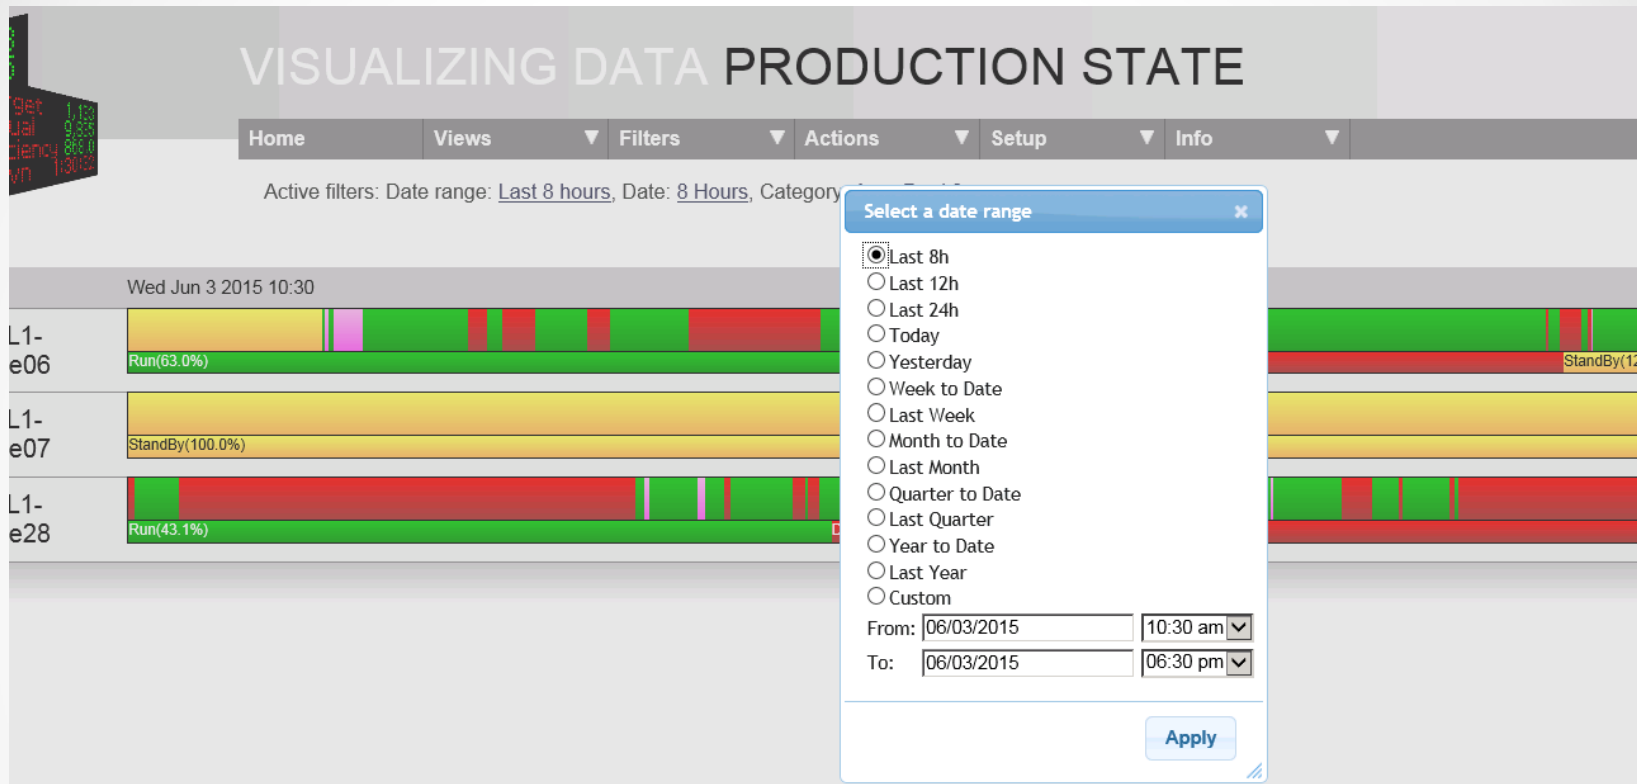 VISUALIZING DATA PRODUCTION STATE
Home Views Filters Actions Setup Info
Active filters: Date range: Last 8 hours, Date: 8 Hours, Category
Select a date range
Last 8h
Last 12h
Last 24h
Today
Yesterday
Week to Date
Last Week
Month to Date
Last Month
Quarter to Date
Last Quarter
Year to Date
Last Year
Custom
From: 06/03/2015 10:30 am
To: 06/03/2015 06:30 pm
Apply
Wed Jun 3 2015 10:30
L1-
e06
Run(63.0%)
StandBy(12
L1-
e07
StandBy(100.0%)
L1-
e28
Run(43.1%)
D